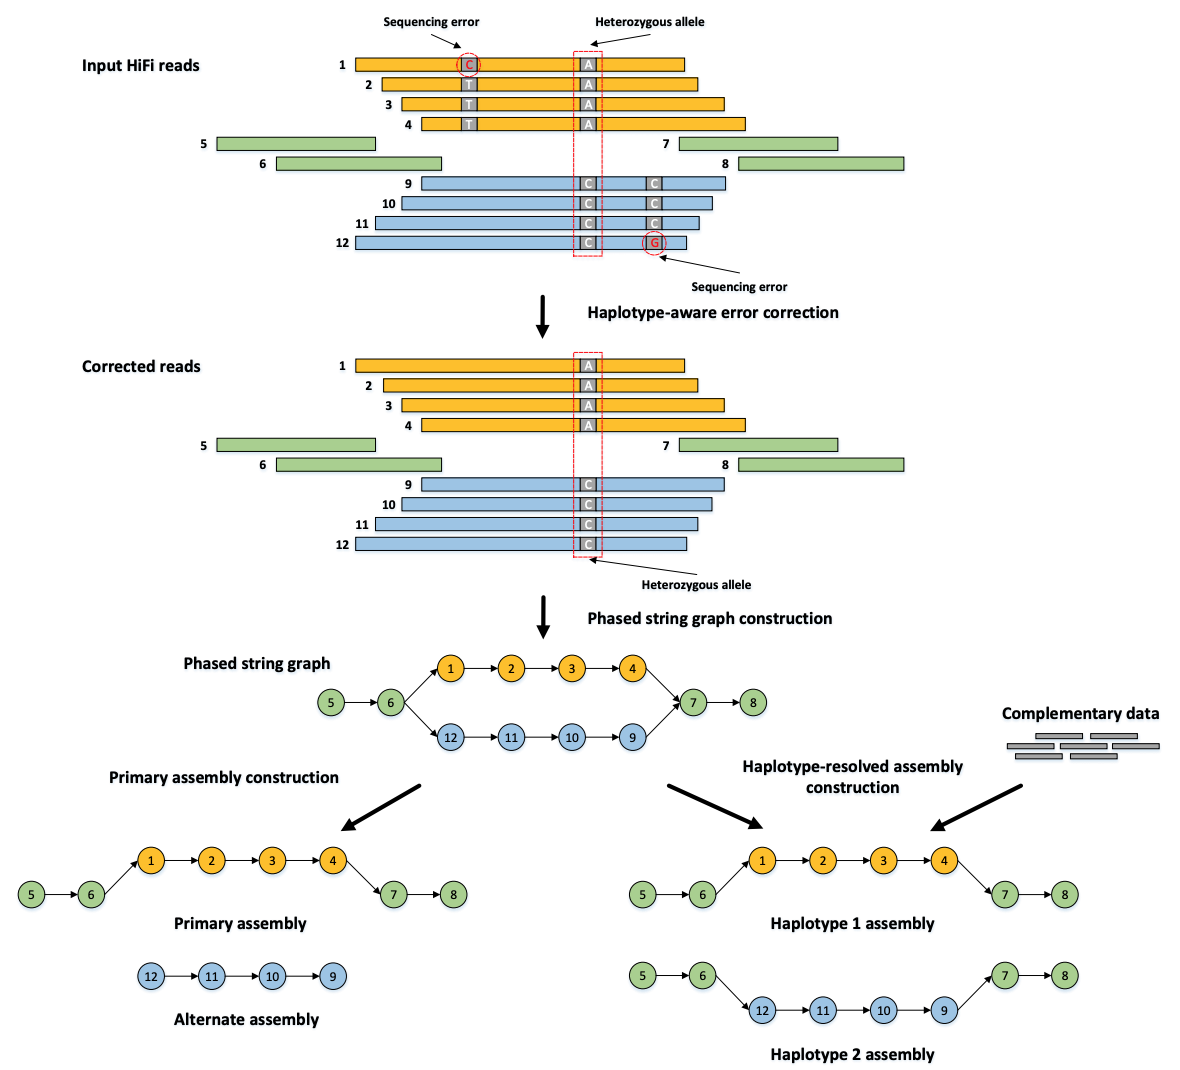 Sequencing error
Heterozygous allele
Input HiFi reads
1 C A
2 T A
3 T A
4 T A
5 7
6 8
9 C C
10 C C
11 C C
12 C G
Sequencing error
Haplotype-aware error correction
Corrected reads
1 A
2 A
3 A
4 A
5 7
6 8
9 C
10 C
11 C
12 C
Heterozygous allele
Phased string graph construction
Phased string graph
1 2 3 4
5 6 7 8
12 11 10 9
Complementary data
Primary assembly construction
Haplotype-resolved assembly
construction
1 2 3 4
5 6 7 8
Primary assembly
12 11 10 9
Alternate assembly
1 2 3 4
5 6 7 8
Haplotype 1 assembly
5 6 7 8
12 11 10 9
Haplotype 2 assembly